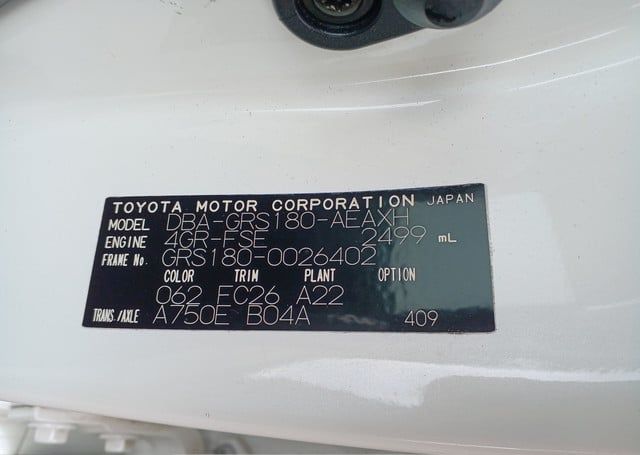 TOYOTA MOTOR CORPORATION JAPAN
MODEL DBA-GRS180-AEAXH
ENGINE 4GR-FSE 2499 mL
FRAME No. GRS180-0026402
COLOR TRIM PLANT OPTION
062 FC26 A22
TRANS./AXLE A750E B04A 409